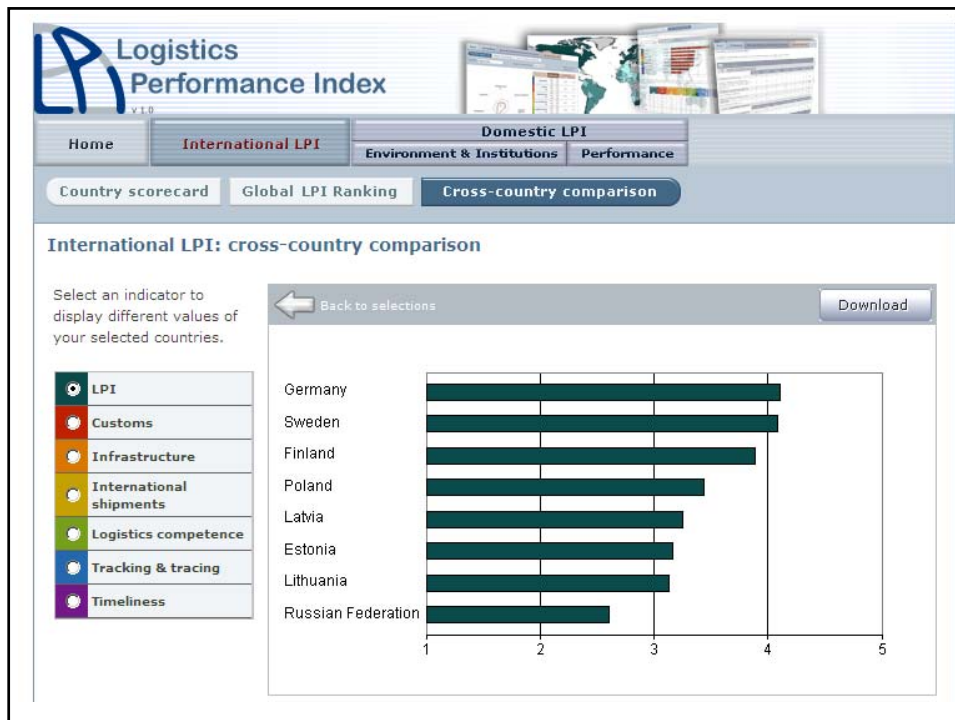 Logistics
Performance Index
v 1.0
Home
International LPI
Domestic LPI
Environment & Institutions
Performance
Country scorecard
Global LPI Ranking
Cross-country comparison
International LPI: cross-country comparison
Select an indicator to
display different values of
your selected countries.
Back to selections
Download
LPI
Customs
Infrastructure
International
shipments
Logistics competence
Tracking & tracing
Timeliness
Germany
Sweden
Finland
Poland
Latvia
Estonia
Lithuania
Russian Federation
1 2 3 4 5